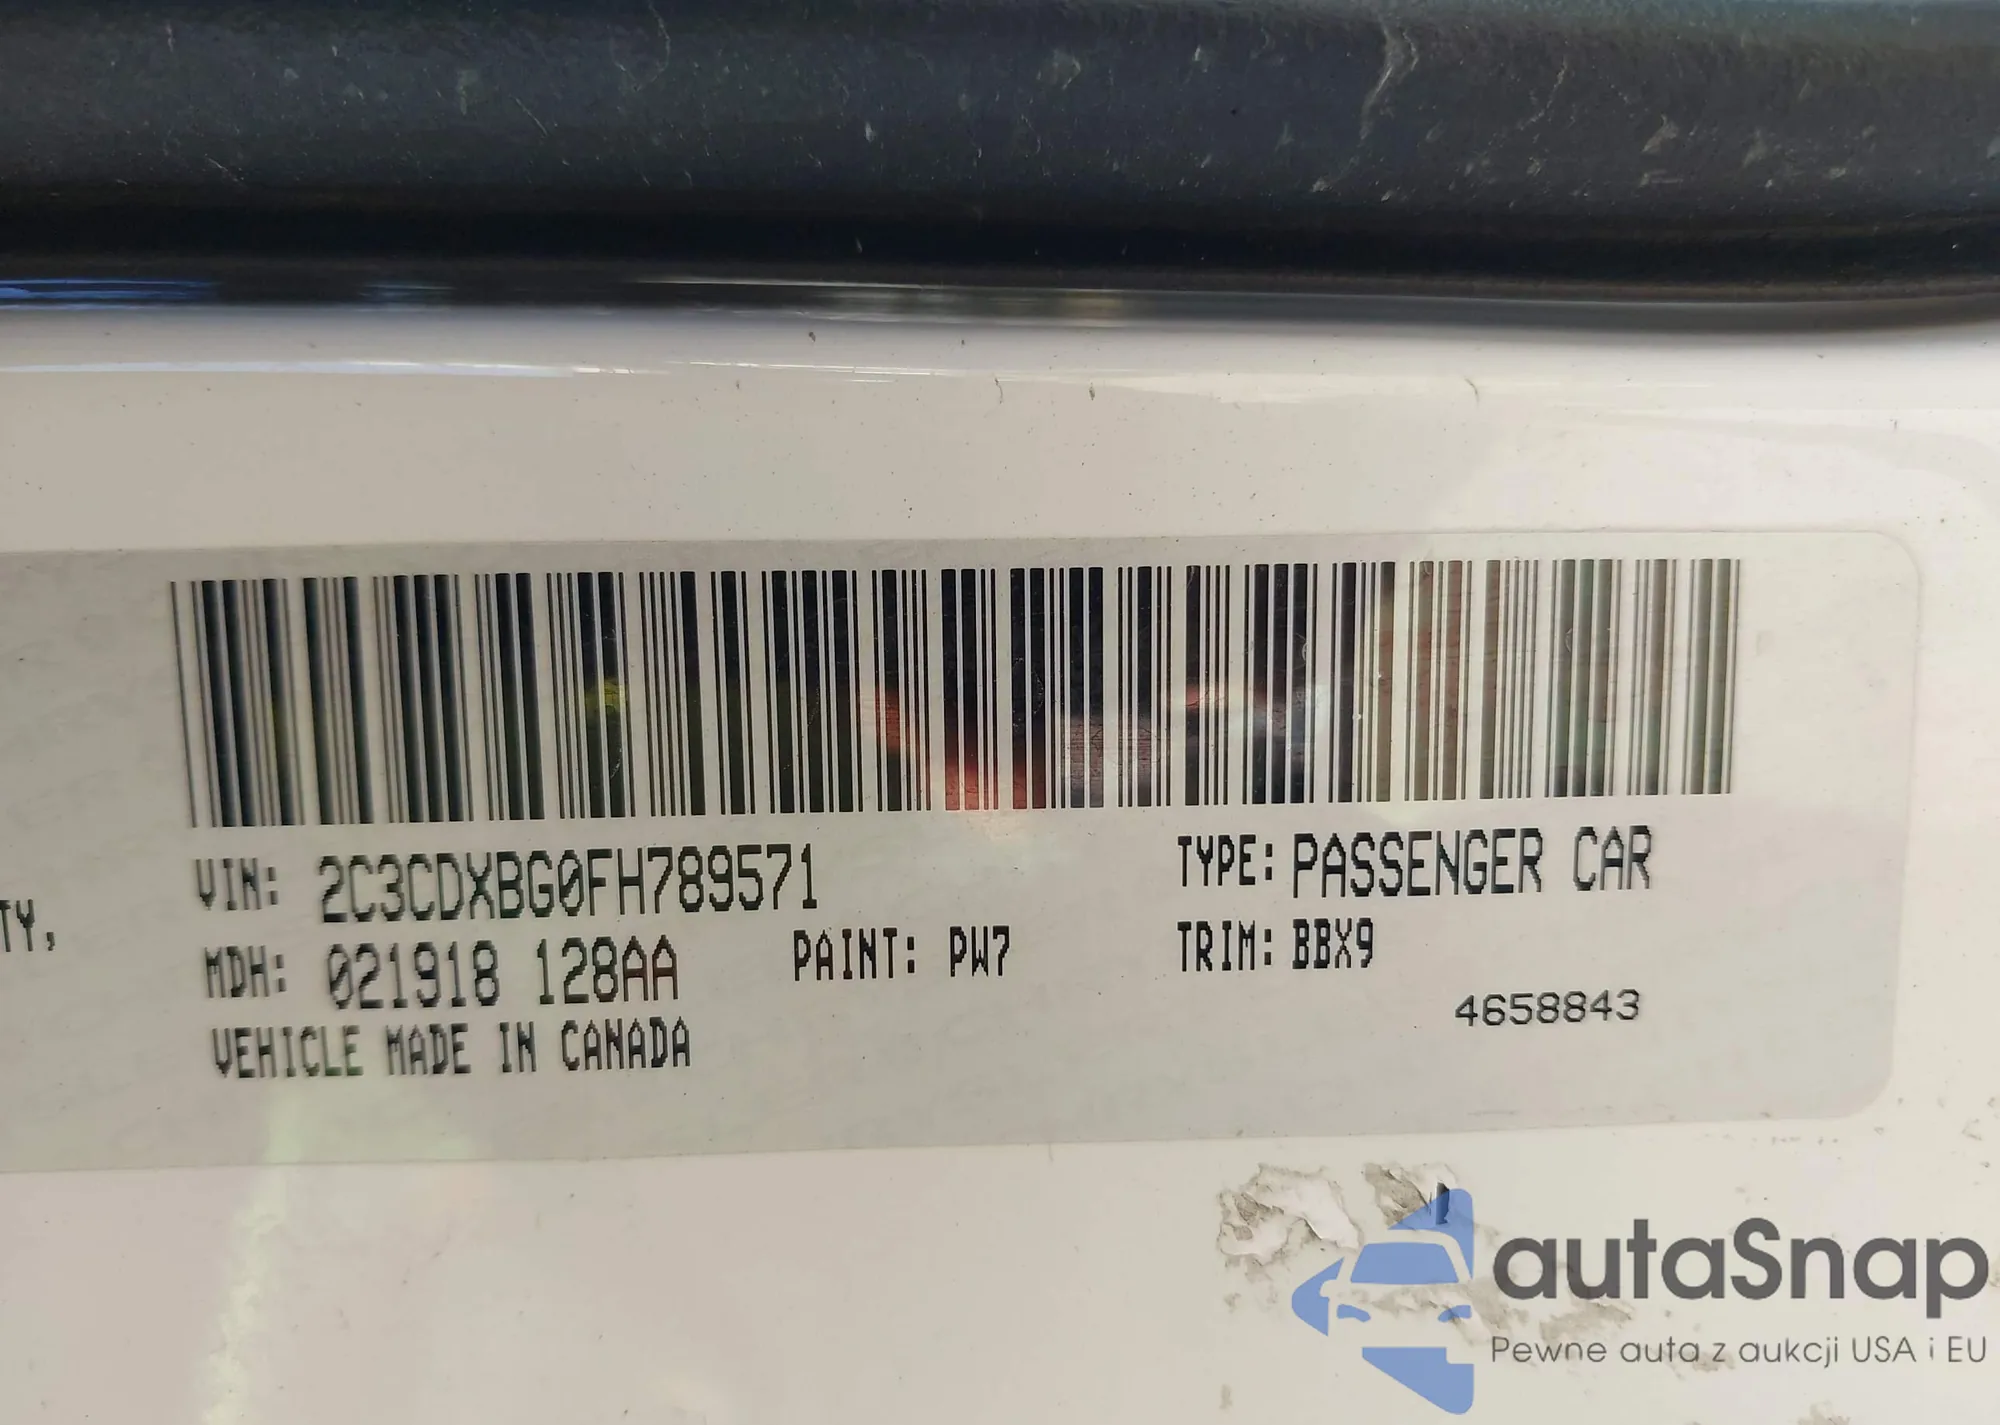 VIN: 2C3CDXBG0FH789571
TYPE: PASSENGER CAR
TY,
MDH: 021918 128AA
PAINT: PW7
TRIM: BBX9
4658843
VEHICLE MADE IN CANADA
autaSnap
Pewne auta z aukcji USA i EU